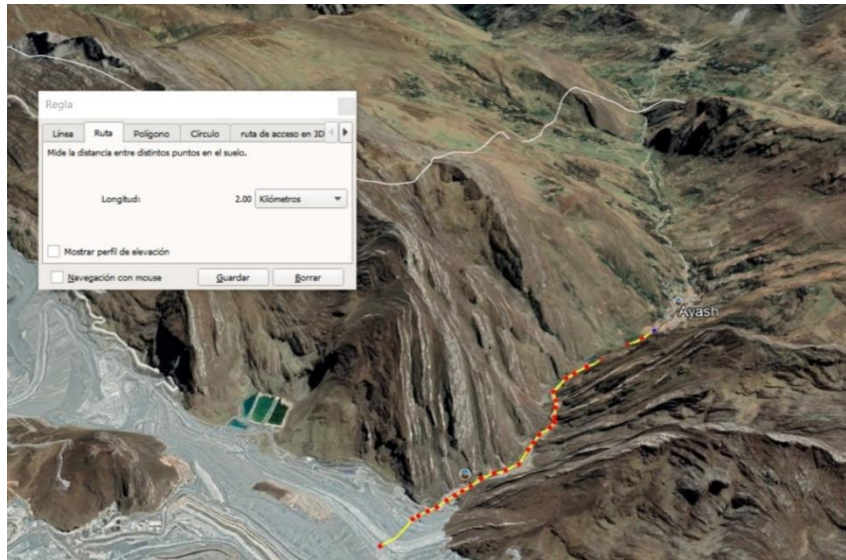 Regla
Línea Ruta Polígono Círculo ruta de acceso en 3D
Mide la distancia entre distintos puntos en el suelo.
Longitud: 2.00 Kilómetros
Mostrar perfil de elevación
Navegación con mouse Guardar Borrar
Ayash